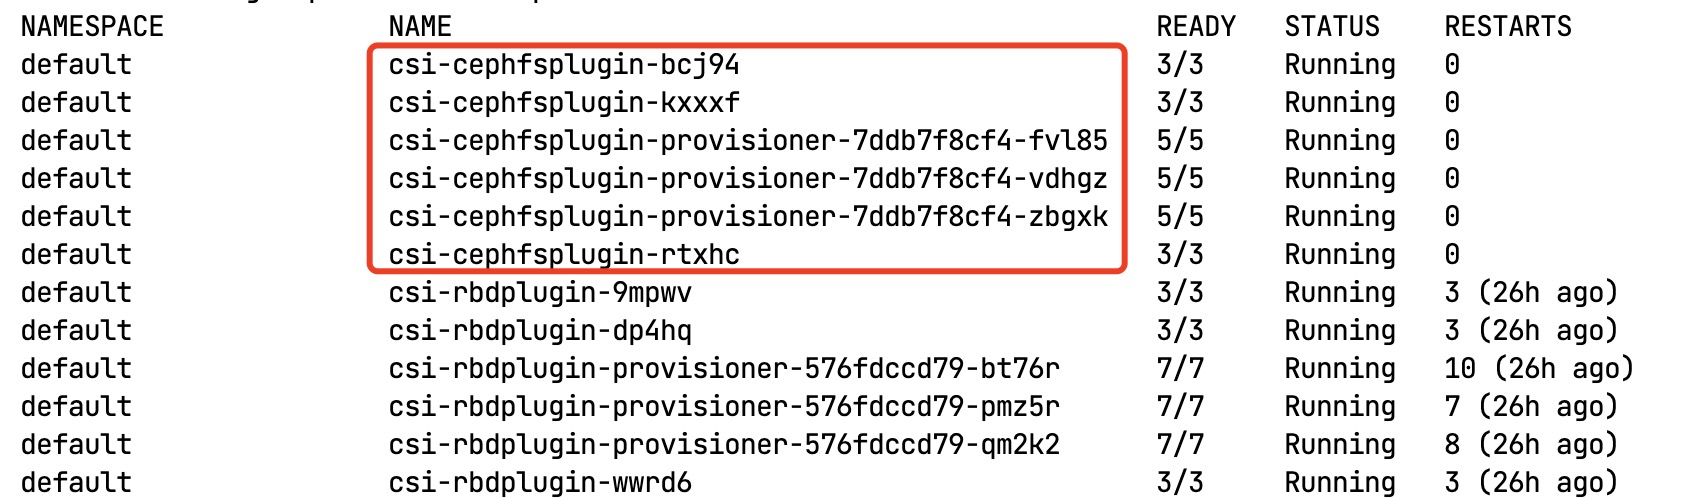 NAMESPACE NAME READY STATUS RESTARTS
default csi-cephfsplugin-bcj94 3/3 Running 0
default csi-cephfsplugin-kxxxf 3/3 Running 0
default csi-cephfsplugin-provisioner-7ddb7f8cf4-fvl85 5/5 Running 0
default csi-cephfsplugin-provisioner-7ddb7f8cf4-vdhgz 5/5 Running 0
default csi-cephfsplugin-provisioner-7ddb7f8cf4-zbgxk 5/5 Running 0
default csi-cephfsplugin-rtxhc 3/3 Running 0
default csi-rbdplugin-9mpwv 3/3 Running 3 (26h ago)
default csi-rbdplugin-dp4hq 3/3 Running 3 (26h ago)
default csi-rbdplugin-provisioner-576fdccd79-bt76r 7/7 Running 10 (26h ago)
default csi-rbdplugin-provisioner-576fdccd79-pmz5r 7/7 Running 7 (26h ago)
default csi-rbdplugin-provisioner-576fdccd79-qm2k2 7/7 Running 8 (26h ago)
default csi-rbdplugin-wwrd6 3/3 Running 3 (26h ago)